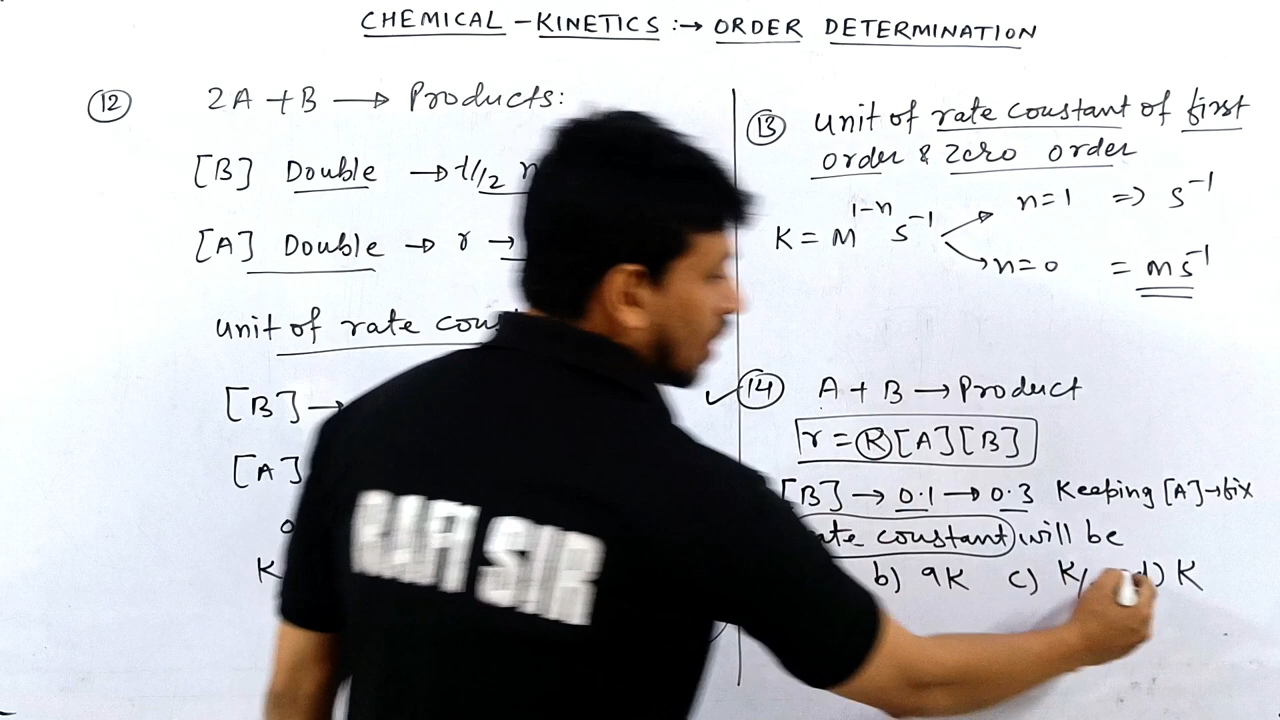 CHEMICAL - KINETICS :→ ORDER DETERMINATION
(12) 2A + B → Products:
[B] Double → t1/2
[A] Double → r →
unit of rate
[B] →
[A]
K
(13) unit of rate constant of first
order & Zero order
K = M^1-n s^-1
n=1 => s^-1
n=0 = M s^-1
(14) A + B → Product
r = K [A][B]
[B] → 0.1 → 0.3 Keeping [A] → fix
constant will be
b) 9K c) K/ d) K
RAFI SIR